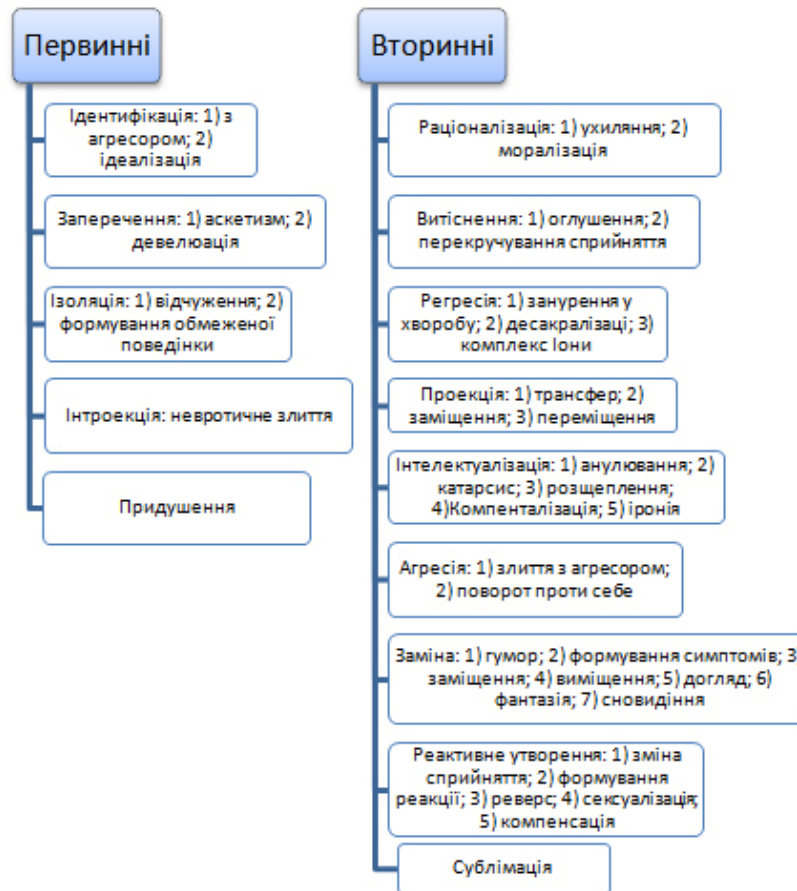 Первинні
Ідентифікація: 1) з
агресором; 2)
ідеалізація
Заперечення: 1) аскетизм; 2)
девелюація
Ізоляція: 1) відчуження; 2)
формування обмеженої
поведінки
Інтроекція: невротичне злиття
Придушення
Вторинні
Раціоналізація: 1) ухиляння; 2)
моралізація
Витіснення: 1) оглушення; 2)
перекручування сприйняття
Регресія: 1) занурення у
хворобу; 2) десакралізаці; 3)
комплекс Іони
Проекція: 1) трансфер; 2)
заміщення; 3) переміщення
Інтелектуалізація: 1) анулювання; 2)
катарсис; 3) розщеплення;
4)Компенталізація; 5) іронія
Агресія: 1) злиття з агресором;
2) поворот проти себе
Заміна: 1) гумор; 2) формування симптомів; 3
заміщення; 4) виміщення; 5) догляд; 6)
фантазія; 7) сновидіння
Реактивне утворення: 1) зміна
сприйняття; 2) формування
реакції; 3) реверс; 4) сексуалізація;
5) компенсація
Сублімація